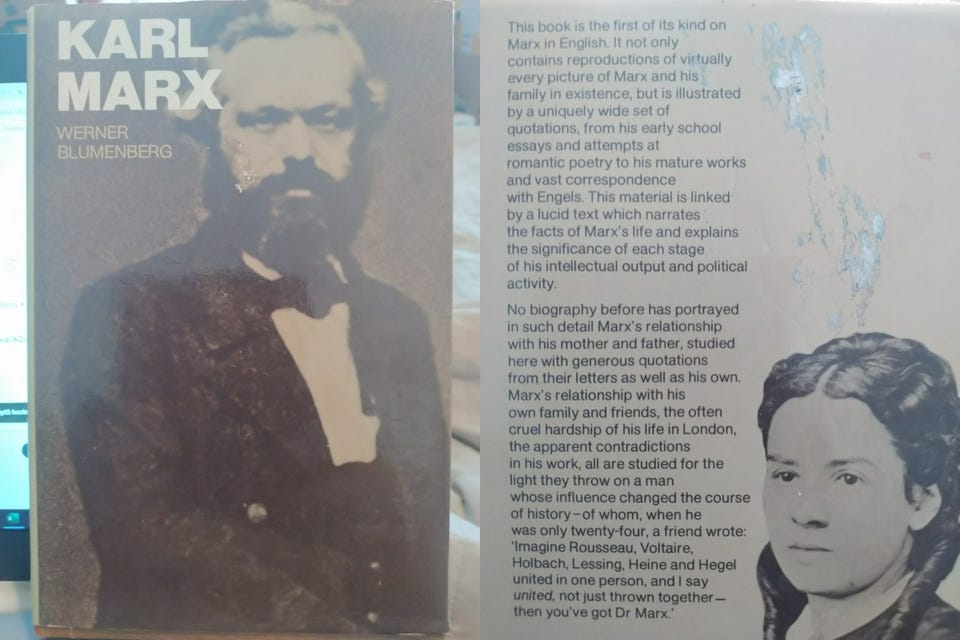 KARL
MARX
WERNER
BLUMENBERG
This book is the first of its kind on
Marx in English. It not only
contains reproductions of virtually
every picture of Marx and his
family in existence, but is illustrated
by a uniquely wide set of
quotations, from his early school
essays and attempts at
romantic poetry to his mature works
and vast correspondence
with Engels. This material is linked
by a lucid text which narrates
the facts of Marx's life and explains
the significance of each stage
of his intellectual output and political
activity.
No biography before has portrayed
in such detail Marx's relationship
with his mother and father, studied
here with generous quotations
from their letters as well as his own.
Marx's relationship with his
own family and friends, the often
cruel hardship of his life in London,
the apparent contradictions
in his work, all are studied for the
light they throw on a man
whose influence changed the course
of history–of whom, when he
was only twenty-four, a friend wrote:
'Imagine Rousseau, Voltaire,
Holbach, Lessing, Heine and Hegel
united in one person, and I say
united, not just thrown together—
then you've got Dr Marx.'